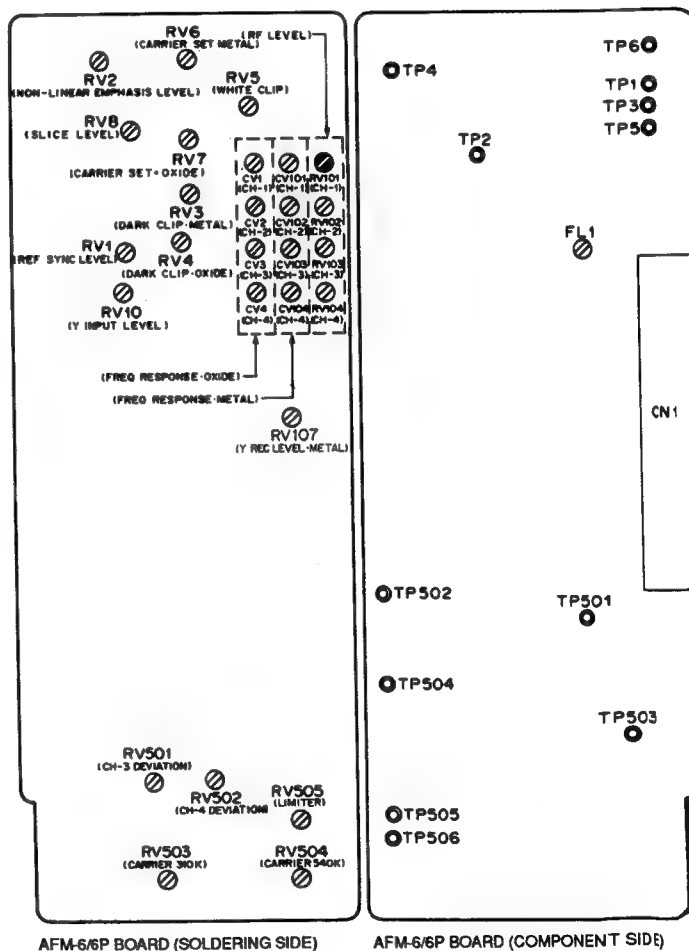 RV6
(CARRIER SET METAL)
(RF LEVEL)
RV2
(NON-LINEAR EMPHASIS LEVEL)
RV5
(WHITE CLIP)
RV8
(SLICE LEVEL)
RV7
(CARRIER SET-OXIDE)
CV1
(CH-1)
CV101
(CH-1)
RV101
(CH-1)
RV3
(DARK CLIP-METAL)
CV2
(CH-2)
CV102
(CH-2)
RV102
(CH-2)
RV1
(REF SYNC LEVEL)
RV4
(DARK CLIP-OXIDE)
CV3
(CH-3)
CV103
(CH-3)
RV103
(CH-3)
RV10
(Y INPUT LEVEL)
CV4
(CH-4)
CV104
(CH-4)
RV104
(CH-4)
(FREQ RESPONSE-OXIDE)
(FREQ RESPONSE-METAL)
RV107
(Y REC LEVEL-METAL)
RV501
(CH-3 DEVIATION)
RV502
(CH-4 DEVIATION)
RV505
(LIMITER)
RV503
(CARRIER 310K)
RV504
(CARRIER 540K)
AFM-6/6P BOARD (SOLDERING SIDE)
TP6
TP4
TP1
TP3
TP5
TP2
FL1
CN1
TP502
TP501
TP504
TP503
TP505
TP506
AFM-6/6P BOARD (COMPONENT SIDE)